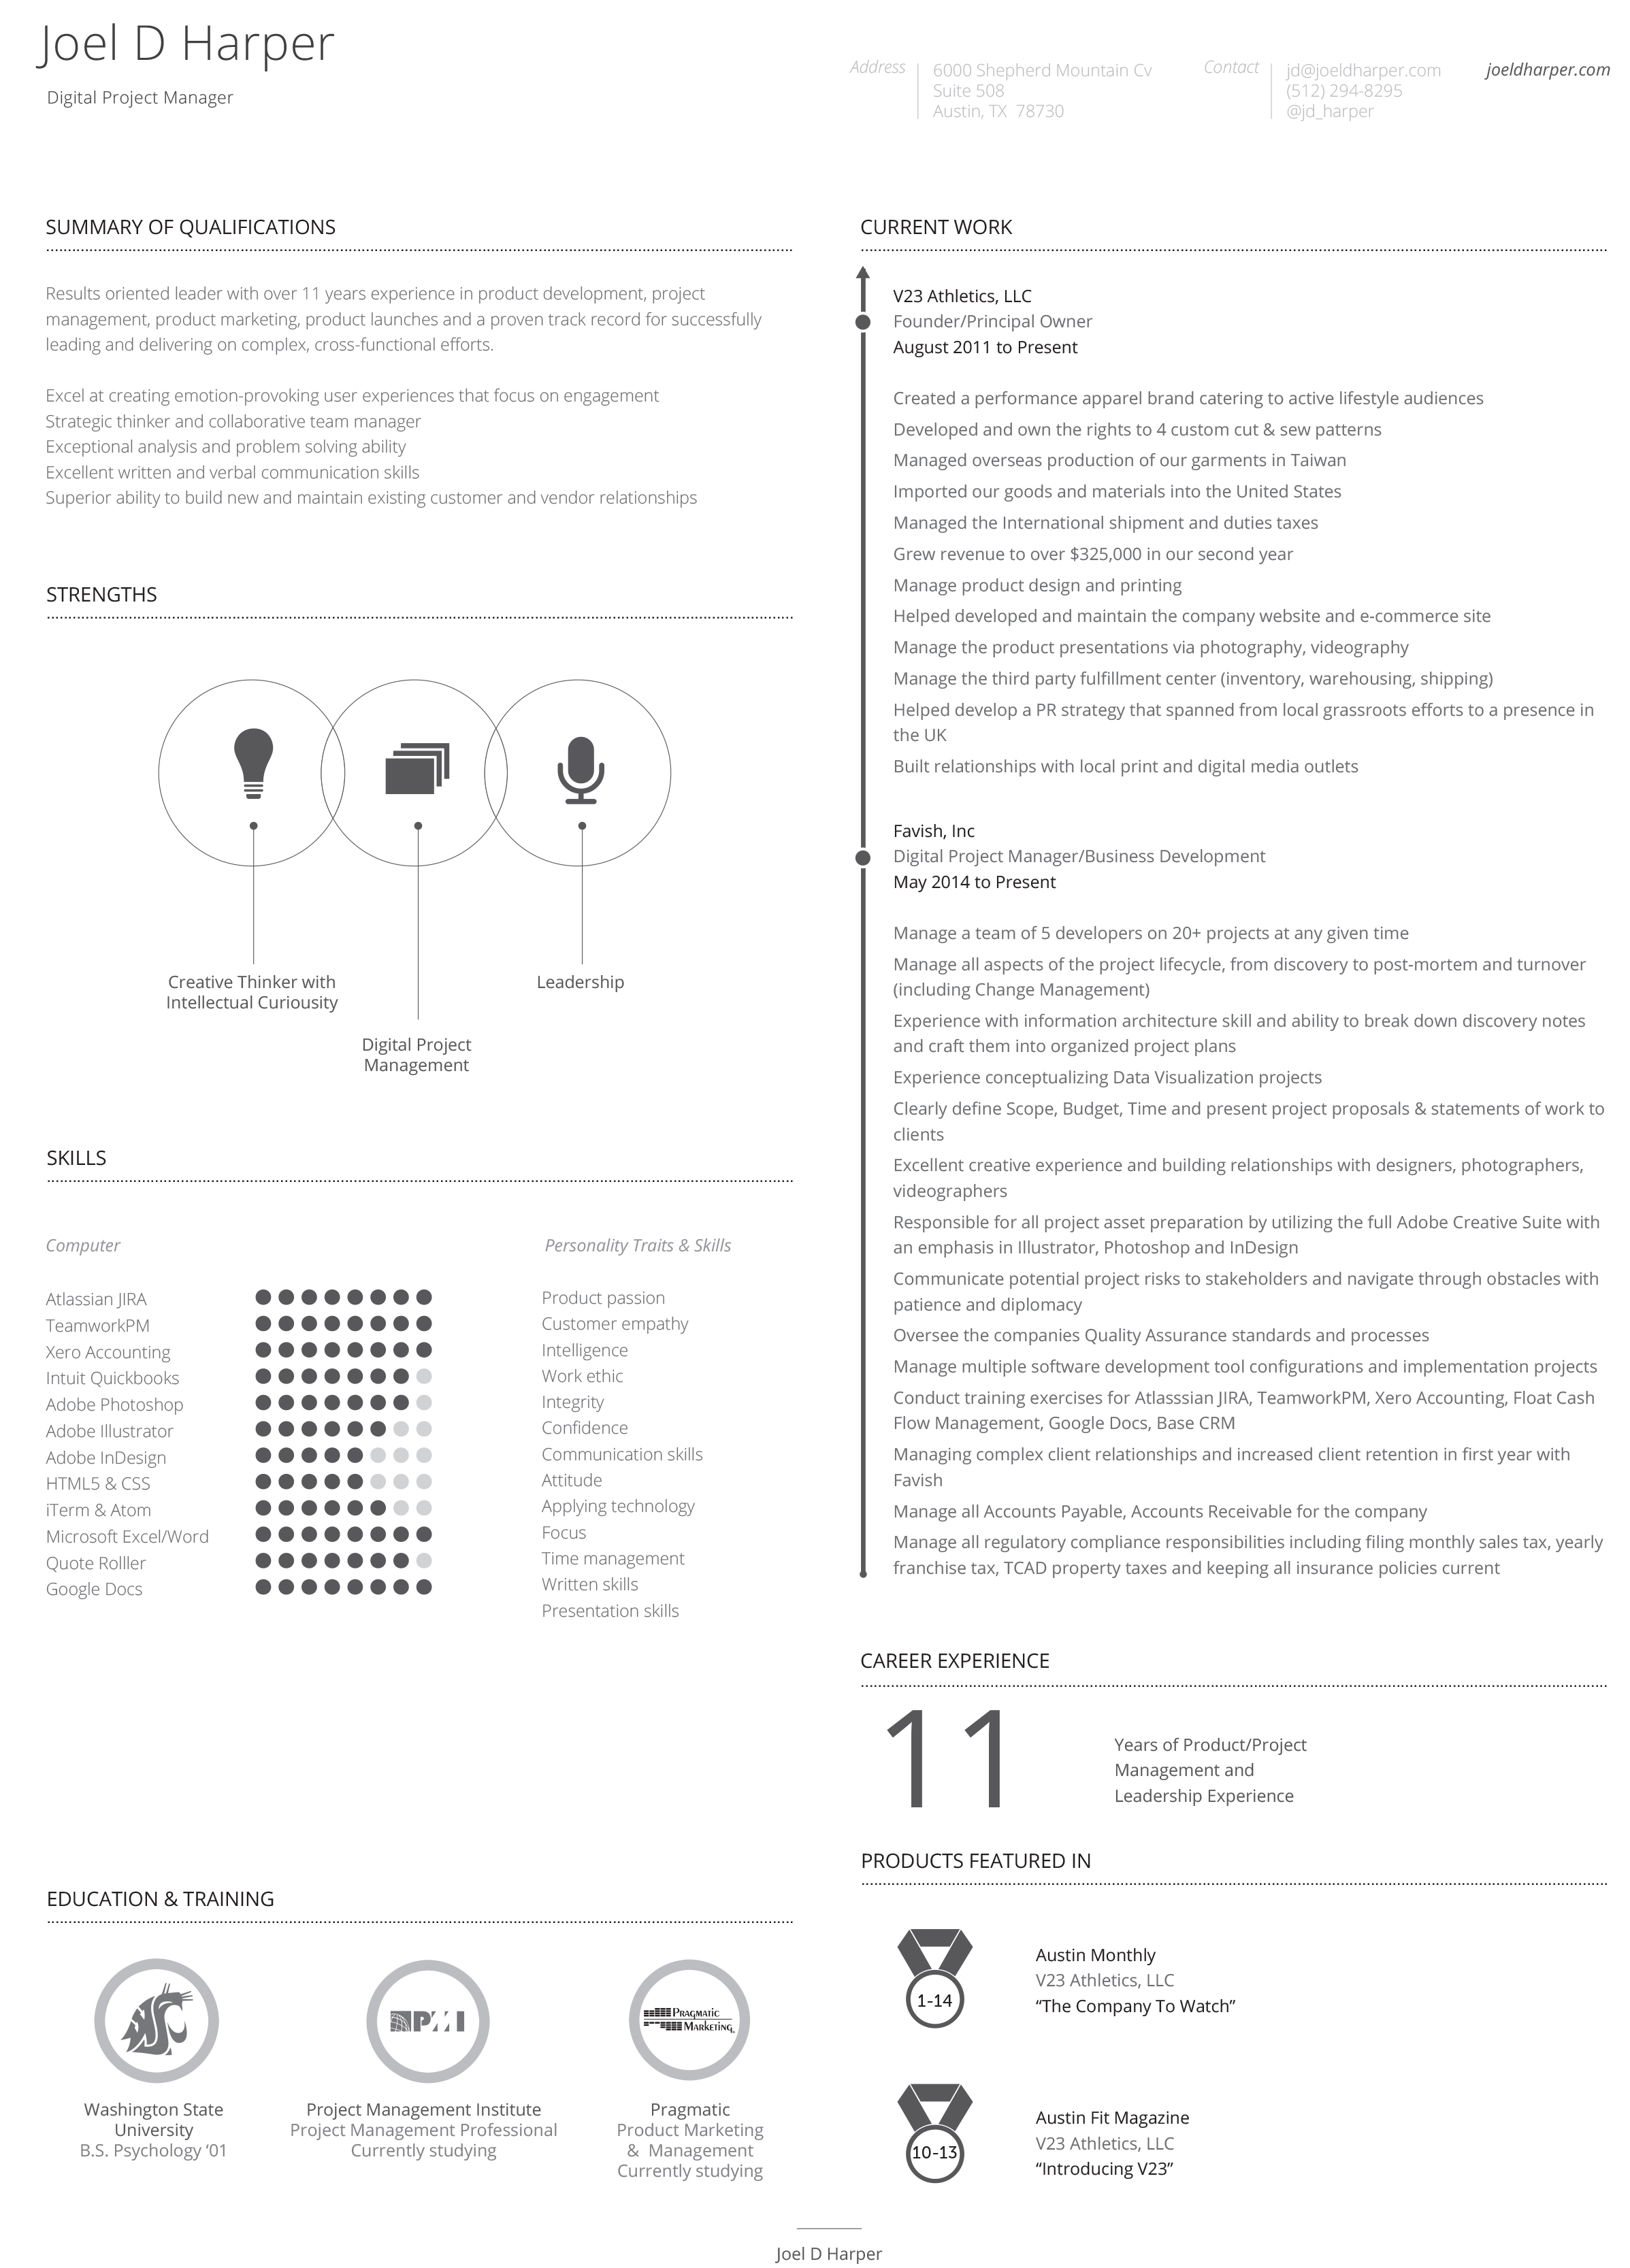 Joel D Harper
Digital Project Manager
Address
6000 Shepherd Mountain Cv
Suite 508
Austin, TX  78730
Contact
jd@joeldharper.com
(512) 294-8295
@jd_harper
joeldharper.com
SUMMARY OF QUALIFICATIONS
Results oriented leader with over 11 years experience in product development, project
management, product marketing, product launches and a proven track record for successfully
leading and delivering on complex, cross-functional efforts.
Excel at creating emotion-provoking user experiences that focus on engagement
Strategic thinker and collaborative team manager
Exceptional analysis and problem solving ability
Excellent written and verbal communication skills
Superior ability to build new and maintain existing customer and vendor relationships
STRENGTHS
Creative Thinker with
Intellectual Curiousity
Digital Project
Management
Leadership
SKILLS
Computer
Atlassian JIRA
TeamworkPM
Xero Accounting
Intuit Quickbooks
Adobe Photoshop
Adobe Illustrator
Adobe InDesign
HTML5 & CSS
iTerm & Atom
Microsoft Excel/Word
Quote Rolller
Google Docs
Personality Traits & Skills
Product passion
Customer empathy
Intelligence
Work ethic
Integrity
Confidence
Communication skills
Attitude
Applying technology
Focus
Time management
Written skills
Presentation skills
EDUCATION & TRAINING
Washington State
University
B.S. Psychology ‘01
PMI
Project Management Institute
Project Management Professional
Currently studying
PRAGMATIC
MARKETING
Pragmatic
Product Marketing
&  Management
Currently studying
CURRENT WORK
V23 Athletics, LLC
Founder/Principal Owner
August 2011 to Present
Created a performance apparel brand catering to active lifestyle audiences
Developed and own the rights to 4 custom cut & sew patterns
Managed overseas production of our garments in Taiwan
Imported our goods and materials into the United States
Managed the International shipment and duties taxes
Grew revenue to over $325,000 in our second year
Manage product design and printing
Helped developed and maintain the company website and e-commerce site
Manage the product presentations via photography, videography
Manage the third party fulfillment center (inventory, warehousing, shipping)
Helped develop a PR strategy that spanned from local grassroots efforts to a presence in
the UK
Built relationships with local print and digital media outlets
Favish, Inc
Digital Project Manager/Business Development
May 2014 to Present
Manage a team of 5 developers on 20+ projects at any given time
Manage all aspects of the project lifecycle, from discovery to post-mortem and turnover
(including Change Management)
Experience with information architecture skill and ability to break down discovery notes
and craft them into organized project plans
Experience conceptualizing Data Visualization projects
Clearly define Scope, Budget, Time and present project proposals & statements of work to
clients
Excellent creative experience and building relationships with designers, photographers,
videographers
Responsible for all project asset preparation by utilizing the full Adobe Creative Suite with
an emphasis in Illustrator, Photoshop and InDesign
Communicate potential project risks to stakeholders and navigate through obstacles with
patience and diplomacy
Oversee the companies Quality Assurance standards and processes
Manage multiple software development tool configurations and implementation projects
Conduct training exercises for Atlasssian JIRA, TeamworkPM, Xero Accounting, Float Cash
Flow Management, Google Docs, Base CRM
Managing complex client relationships and increased client retention in first year with
Favish
Manage all Accounts Payable, Accounts Receivable for the company
Manage all regulatory compliance responsibilities including filing monthly sales tax, yearly
franchise tax, TCAD property taxes and keeping all insurance policies current
CAREER EXPERIENCE
11
Years of Product/Project
Management and
Leadership Experience
PRODUCTS FEATURED IN
1-14
Austin Monthly
V23 Athletics, LLC
“The Company To Watch”
10-13
Austin Fit Magazine
V23 Athletics, LLC
“Introducing V23”
Joel D Harper